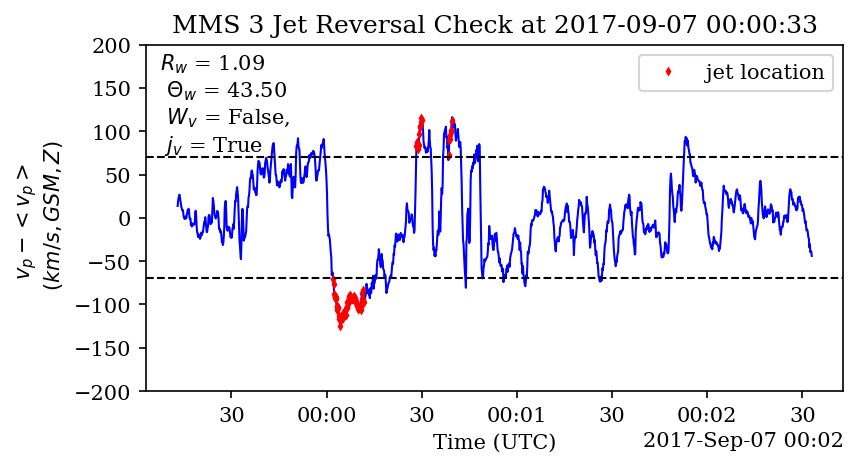 MMS 3 Jet Reversal Check at 2017-09-07 00:00:33
R_w = 1.09
Θ_w = 43.50
W_v = False,
j_v = True
jet location
200
150
100
50
0
−50
−100
−150
−200
v_p − <v_p>
(km/s, GSM, Z)
30 00:00 30 00:01 30 00:02 30
Time (UTC)
2017-Sep-07 00:02